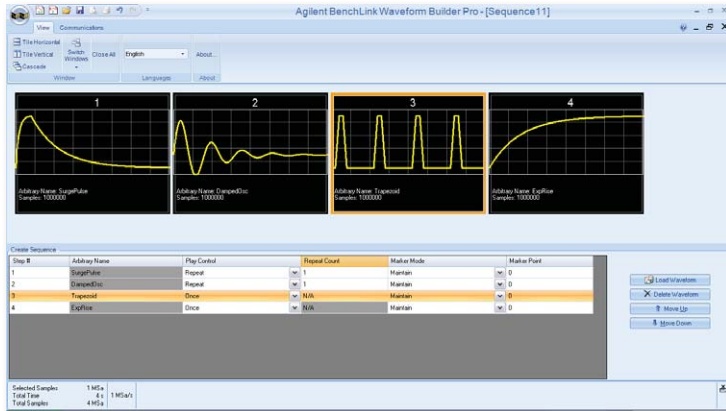 Agilent BenchLink Waveform Builder Pro - [Sequence11]
View Communications
Tile Horizontal
Tile Vertical
Cascade
Switch Windows
Close All
English
About...
Window Languages About
1
Arbitrary Name: SurgePulse
Samples: 1000000
2
Arbitrary Name: DampedOsc
Samples: 1000000
3
Arbitrary Name: Trapezoid
Samples: 1000000
4
Arbitrary Name: ExpRise
Samples: 1000000
Create Sequence
Step # Arbitrary Name Play Control Repeat Count Marker Mode Marker Point
1 SurgePulse Repeat 1 Maintain 0
2 DampedOsc Repeat 1 Maintain 0
3 Trapezoid Once N/A Maintain 0
4 ExpRise Once N/A Maintain 0
Load Waveform
Delete Waveform
Move Up
Move Down
Selected Samples 1 MSa
Total Time 4 s 1 MSa/s
Total Samples 4 MSa